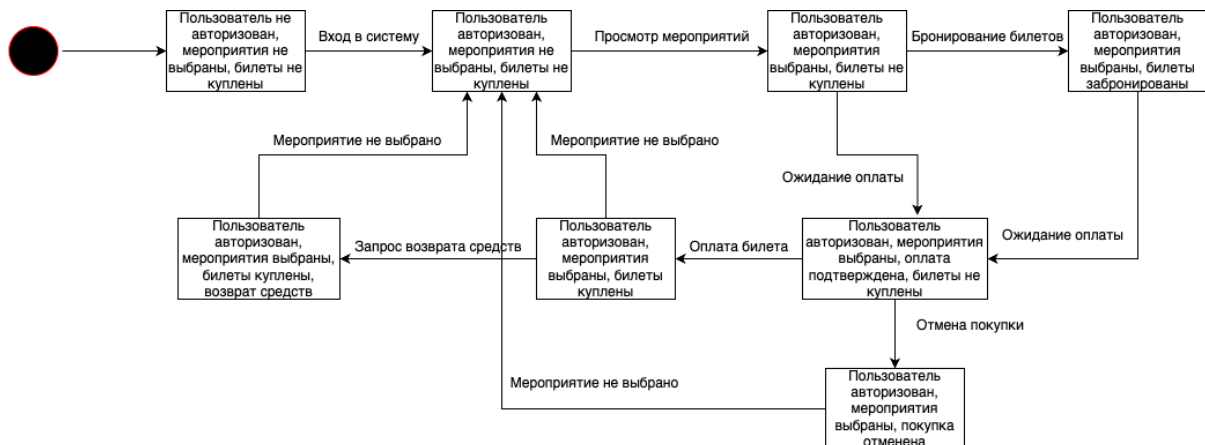 Пользователь не
авторизован,
мероприятия не
выбраны, билеты не
куплены
Вход в систему
Пользователь
авторизован,
мероприятия не
выбраны, билеты не
куплены
Просмотр мероприятий
Пользователь
авторизован,
мероприятия
выбраны, билеты не
куплены
Бронирование билетов
Пользователь
авторизован,
мероприятия
выбраны, билеты
забронированы
Мероприятие не выбрано
Мероприятие не выбрано
Ожидание оплаты
Пользователь
авторизован,
мероприятия выбраны,
билеты куплены,
возврат средств
Запрос возврата средств
Пользователь
авторизован,
мероприятия
выбраны, билеты
куплены
Оплата билета
Пользователь
авторизован, мероприятия
выбраны, оплата
подтверждена, билеты не
куплены
Ожидание оплаты
Отмена покупки
Мероприятие не выбрано
Пользователь
авторизован,
мероприятия
выбраны, покупка
отменена